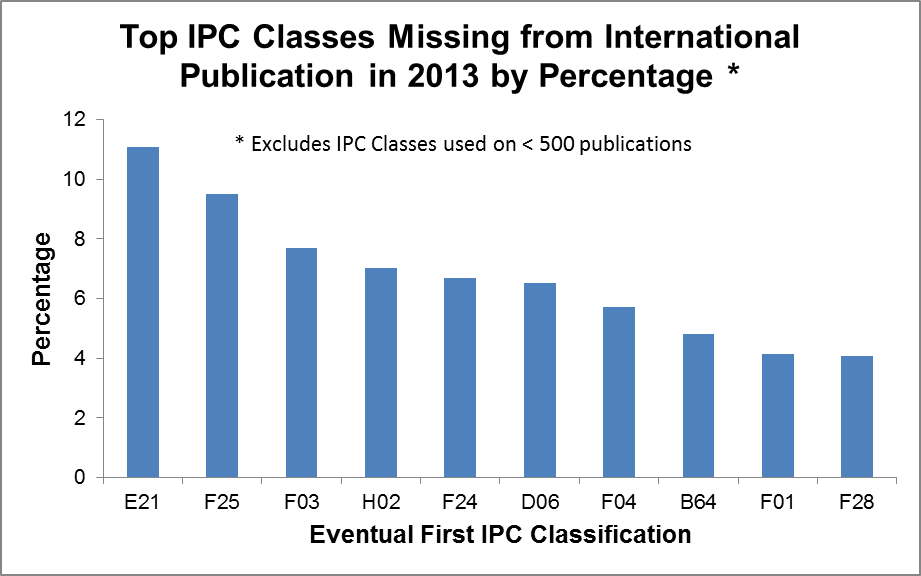 Top IPC Classes Missing from International
Publication in 2013 by Percentage *
* Excludes IPC Classes used on < 500 publications
Percentage
12
10
8
6
4
2
0
E21 F25 F03 H02 F24 D06 F04 B64 F01 F28
Eventual First IPC Classification